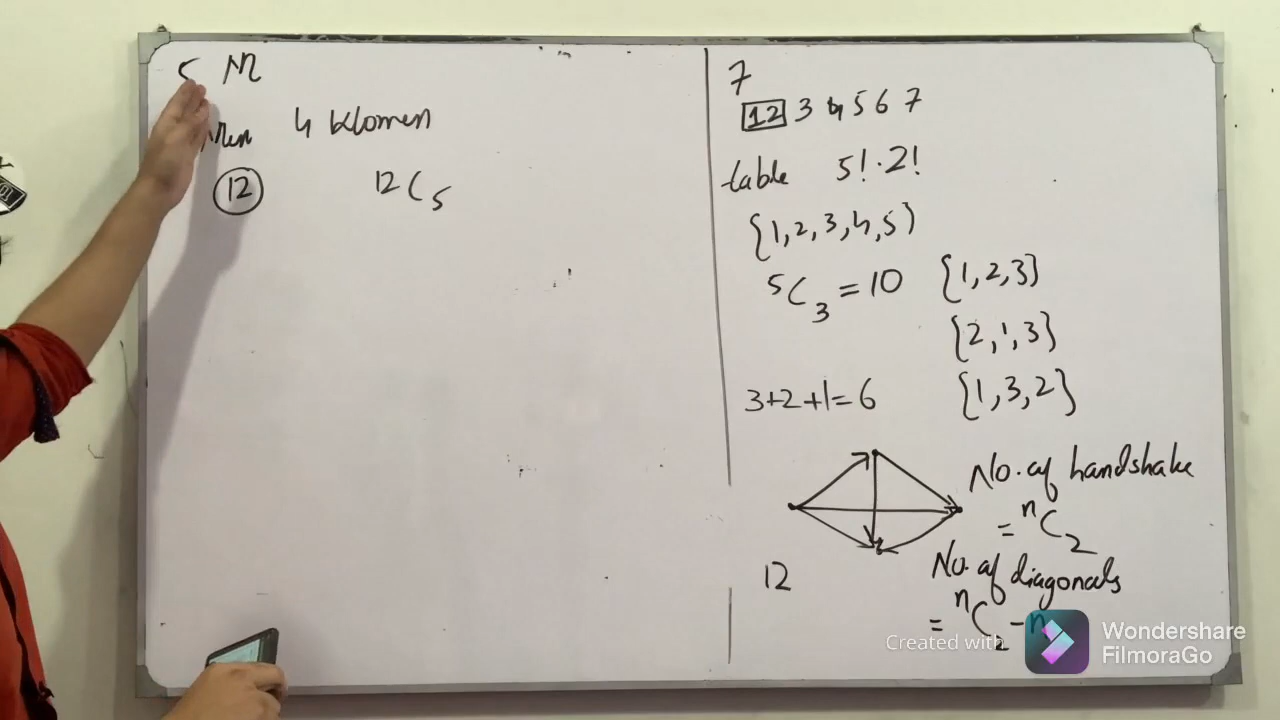 5 M
Men 4 Women
12 12C5
7
12 3 4 5 6 7
table 5!·2!
{1,2,3,4,5)
5C3 = 10 {1,2,3}
{2,1,3}
3+2+1=6 {1,3,2}
No. of handshake
= nC2
12
No. of diagonals
= nC2 - n
Created with
Wondershare
FilmoraGo